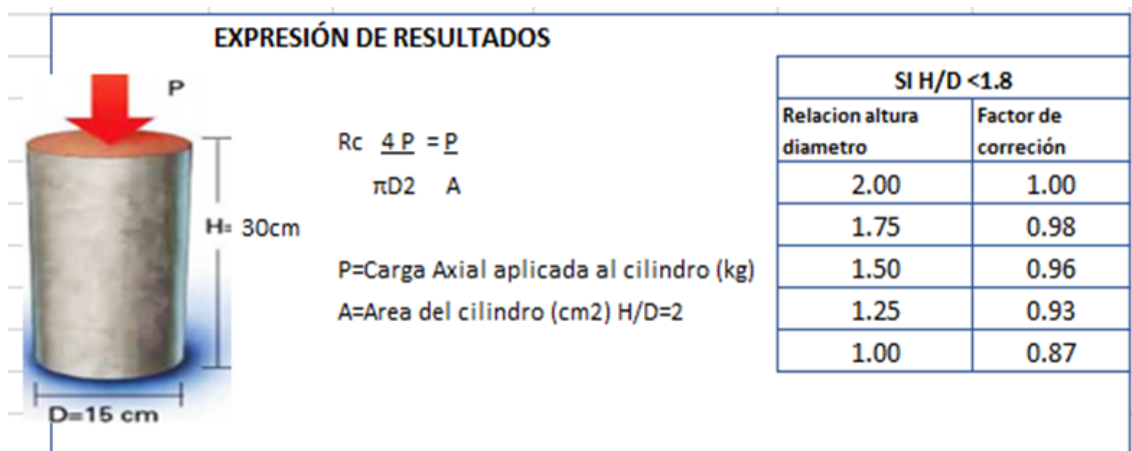 EXPRESIÓN DE RESULTADOS
P
Rc 4 P = P
πD2 A
H= 30cm
P=Carga Axial aplicada al cilindro (kg)
A=Area del cilindro (cm2) H/D=2
D=15 cm
SI H/D <1.8
Relacion altura diametro Factor de correción
2.00 1.00
1.75 0.98
1.50 0.96
1.25 0.93
1.00 0.87